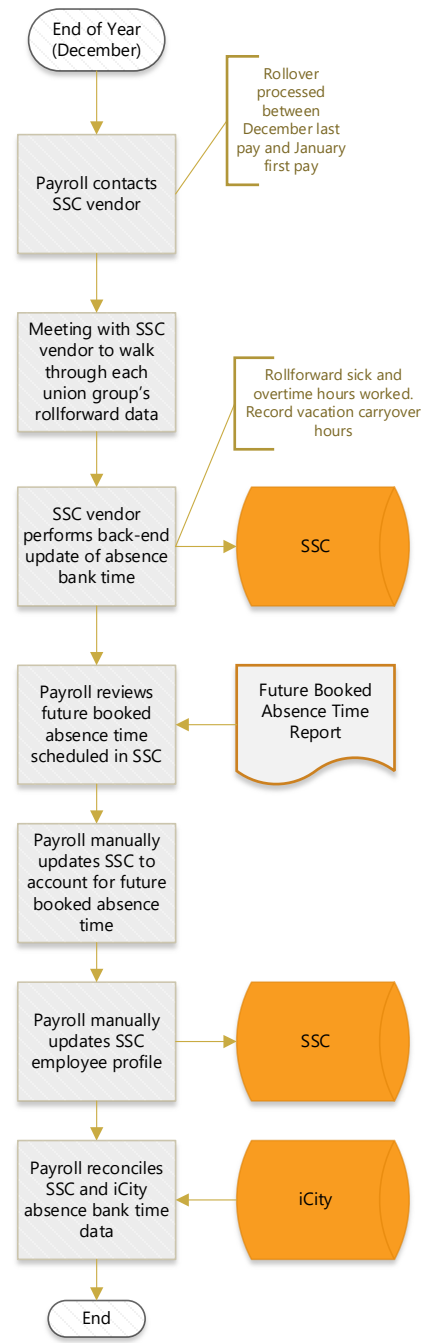 End of Year
(December)
Rollover
processed
between
December last
pay and January
first pay
Payroll contacts
SSC vendor
Meeting with SSC
vendor to walk
through each
union group's
rollforward data
Rollforward sick and
overtime hours worked.
Record vacation carryover
hours
SSC vendor
performs back-end
update of absence
bank time
SSC
Payroll reviews
future booked
absence time
scheduled in SSC
Future Booked
Absence Time
Report
Payroll manually
updates SSC to
account for future
booked absence
time
Payroll manually
updates SSC
employee profile
SSC
Payroll reconciles
SSC and iCity
absence bank time
data
iCity
End